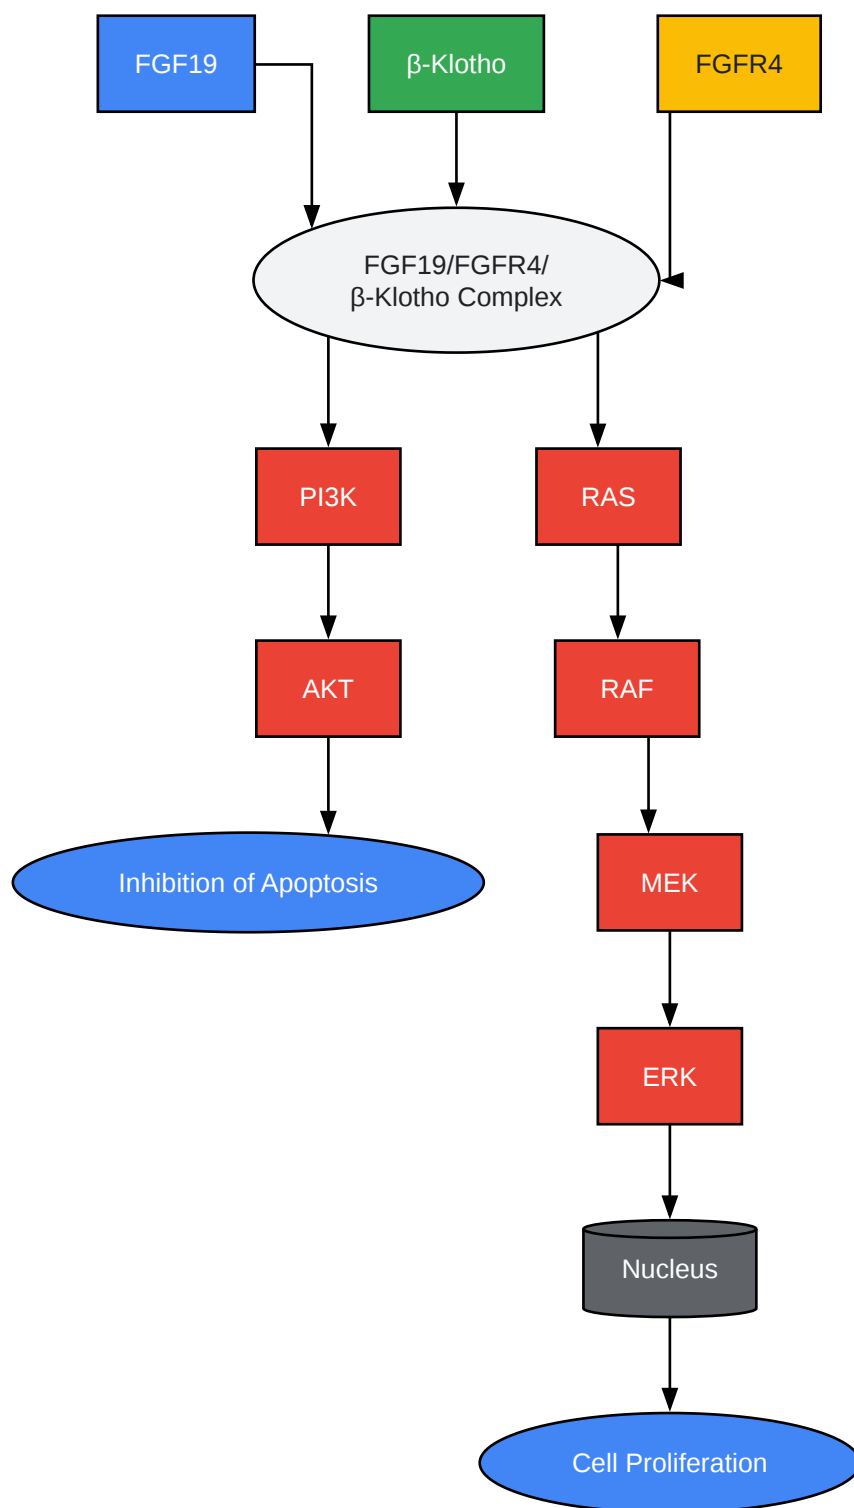 FGF19
β-Klotho
FGFR4
FGF19/FGFR4/
β-Klotho Complex
PI3K
RAS
AKT
RAF
Inhibition of Apoptosis
MEK
ERK
Nucleus
Cell Proliferation